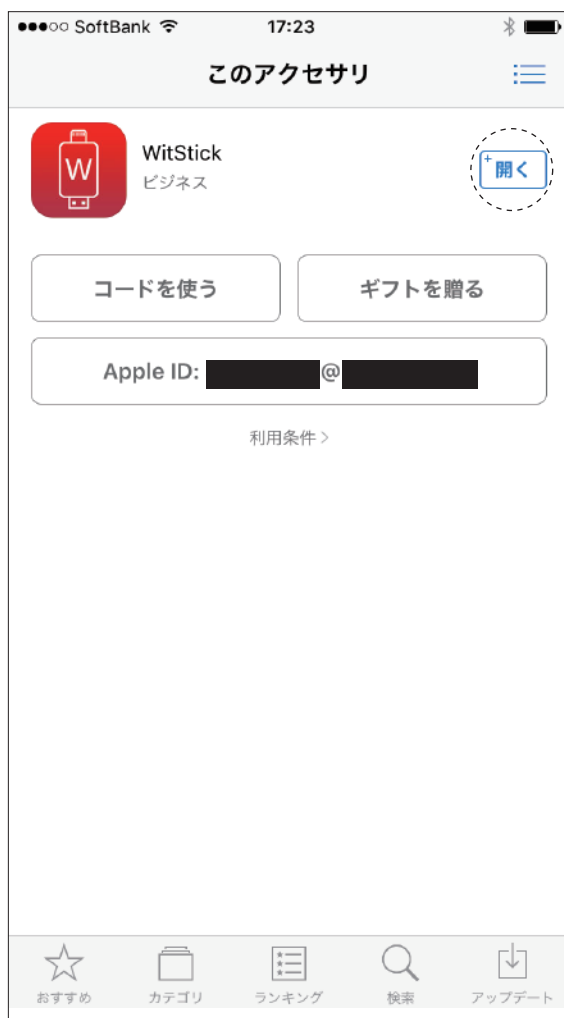 ●●●○○ SoftBank 17:23
このアクセサリ
W
WitStick
ビジネス
+開く
コードを使う ギフトを贈る
Apple ID: @
利用条件 >
おすすめ カテゴリ ランキング 検索 アップデート